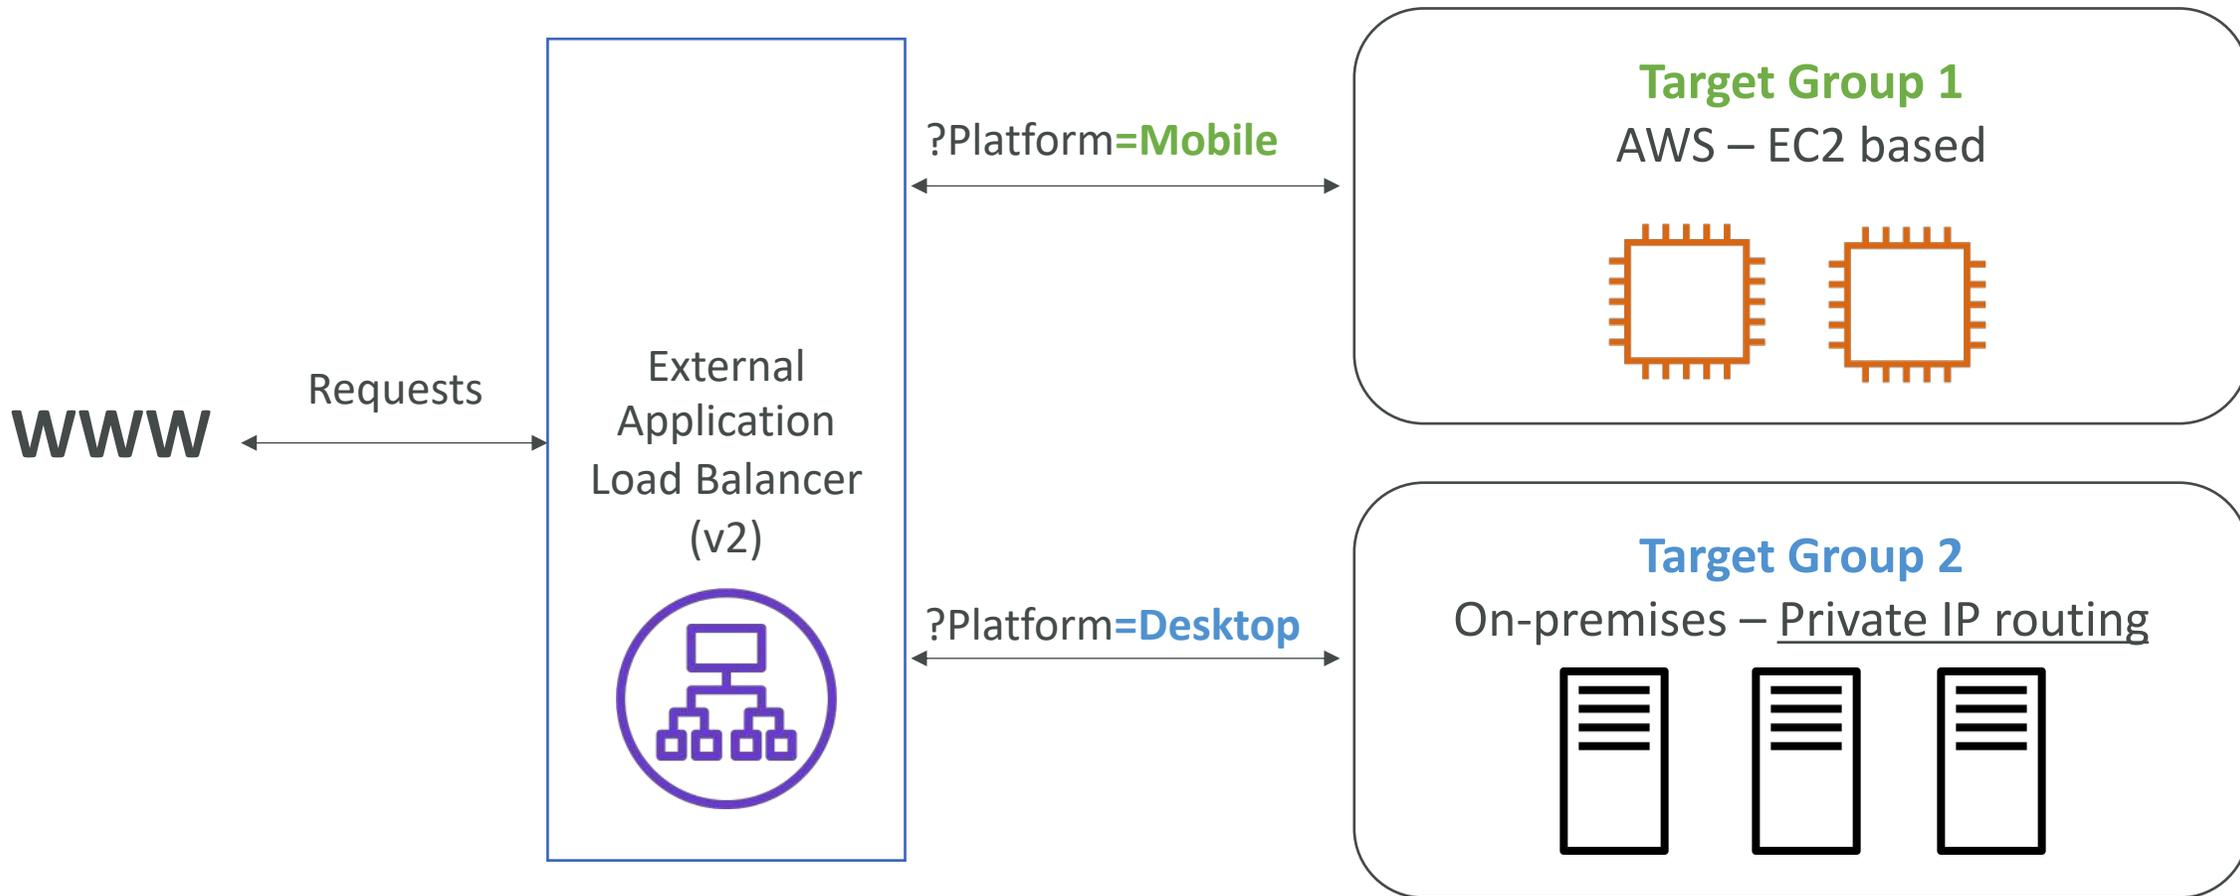 WWW
Requests
External
Application
Load Balancer
(v2)
?Platform=Mobile
Target Group 1
AWS – EC2 based
?Platform=Desktop
Target Group 2
On-premises – Private IP routing